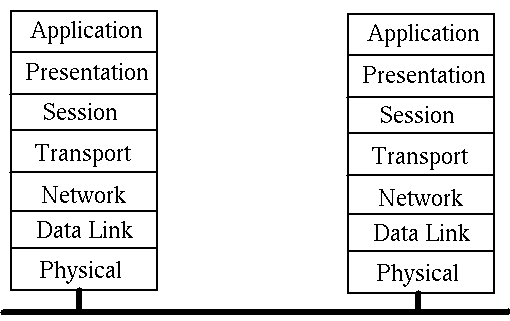 Application
Presentation
Session
Transport
Network
Data Link
Physical
Application
Presentation
Session
Transport
Network
Data Link
Physical